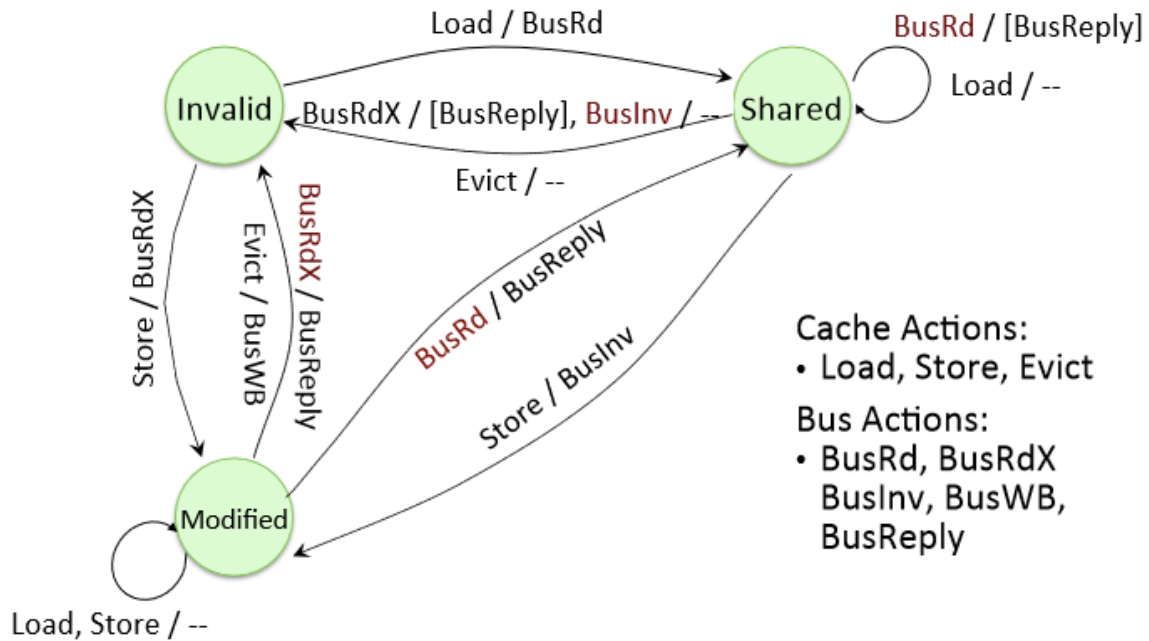 Load / BusRd
BusRd / [BusReply]
Invalid
Shared
Load / --
BusRdX / [BusReply], BusInv / --
Evict / --
Store / BusRdX
Evict / BusWB
BusRdX / BusReply
BusRd / BusReply
Store / BusInv
Modified
Load, Store / --
Cache Actions:
• Load, Store, Evict
Bus Actions:
• BusRd, BusRdX
BusInv, BusWB,
BusReply